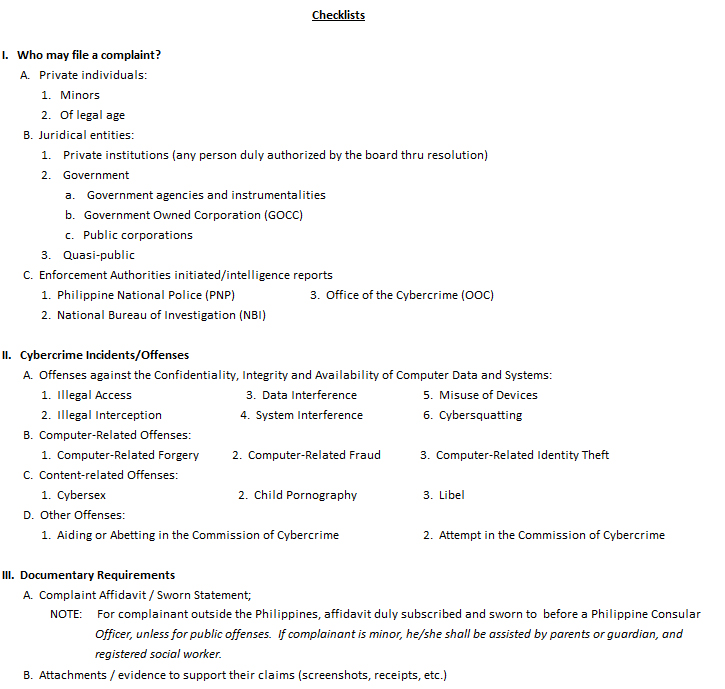 Checklists
I. Who may file a complaint?
A. Private individuals:
1. Minors
2. Of legal age
B. Juridical entities:
1. Private institutions (any person duly authorized by the board thru resolution)
2. Government
a. Government agencies and instrumentalities
b. Government Owned Corporation (GOCC)
c. Public corporations
3. Quasi-public
C. Enforcement Authorities initiated/intelligence reports
1. Philippine National Police (PNP) 3. Office of the Cybercrime (OOC)
2. National Bureau of Investigation (NBI)
II. Cybercrime Incidents/Offenses
A. Offenses against the Confidentiality, Integrity and Availability of Computer Data and Systems:
1. Illegal Access 3. Data Interference 5. Misuse of Devices
2. Illegal Interception 4. System Interference 6. Cybersquatting
B. Computer-Related Offenses:
1. Computer-Related Forgery 2. Computer-Related Fraud 3. Computer-Related Identity Theft
C. Content-related Offenses:
1. Cybersex 2. Child Pornography 3. Libel
D. Other Offenses:
1. Aiding or Abetting in the Commission of Cybercrime 2. Attempt in the Commission of Cybercrime
III. Documentary Requirements
A. Complaint Affidavit / Sworn Statement;
NOTE: For complainant outside the Philippines, affidavit duly subscribed and sworn to before a Philippine Consular
Officer, unless for public offenses. If complainant is minor, he/she shall be assisted by parents or guardian, and
registered social worker.
B. Attachments / evidence to support their claims (screenshots, receipts, etc.)